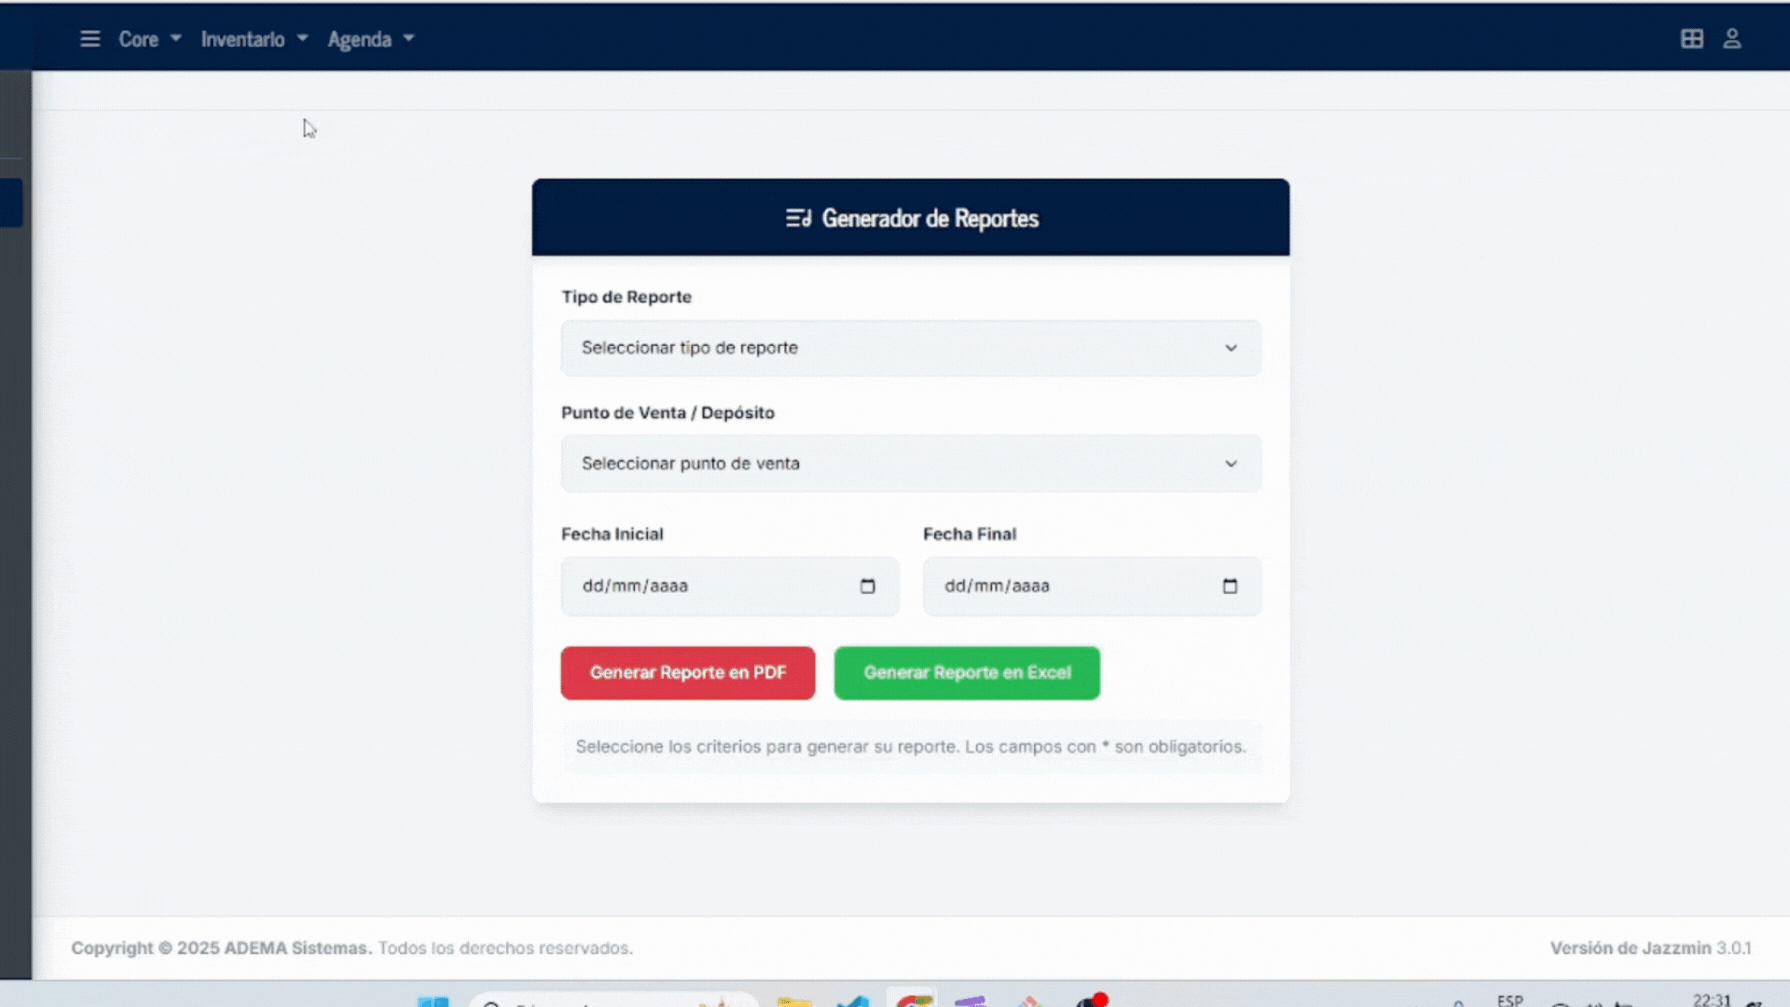 Core Inventario Agenda
Generador de Reportes
Tipo de Reporte
Seleccionar tipo de reporte
Punto de Venta / Depósito
Seleccionar punto de venta
Fecha Inicial Fecha Final
dd/mm/aaaa dd/mm/aaaa
Generar Reporte en PDF Generar Reporte en Excel
Seleccione los criterios para generar su reporte. Los campos con * son obligatorios.
Copyright © 2025 ADEMA Sistemas. Todos los derechos reservados. Versión de Jazzmin 3.0.1
ESP 22:31